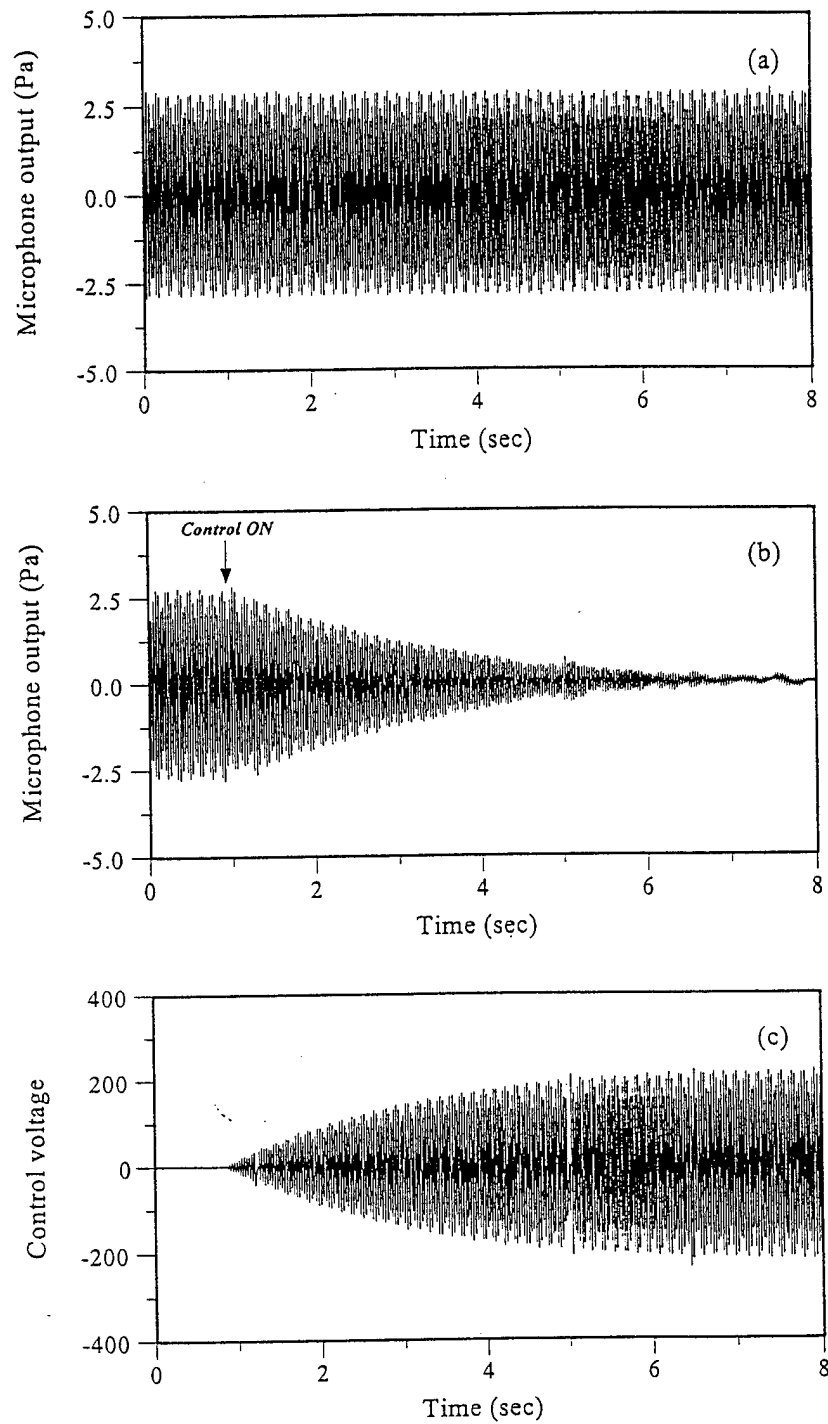 5.0
(a)
2.5
Microphone output (Pa)
0.0
-2.5
-5.0
0 2 4 6 8
Time (sec)
5.0
Control ON
(b)
2.5
Microphone output (Pa)
0.0
-2.5
-5.0
0 2 4 6 8
Time (sec)
400
(c)
200
Control voltage
0
-200
-400
0 2 4 6 8
Time (sec)